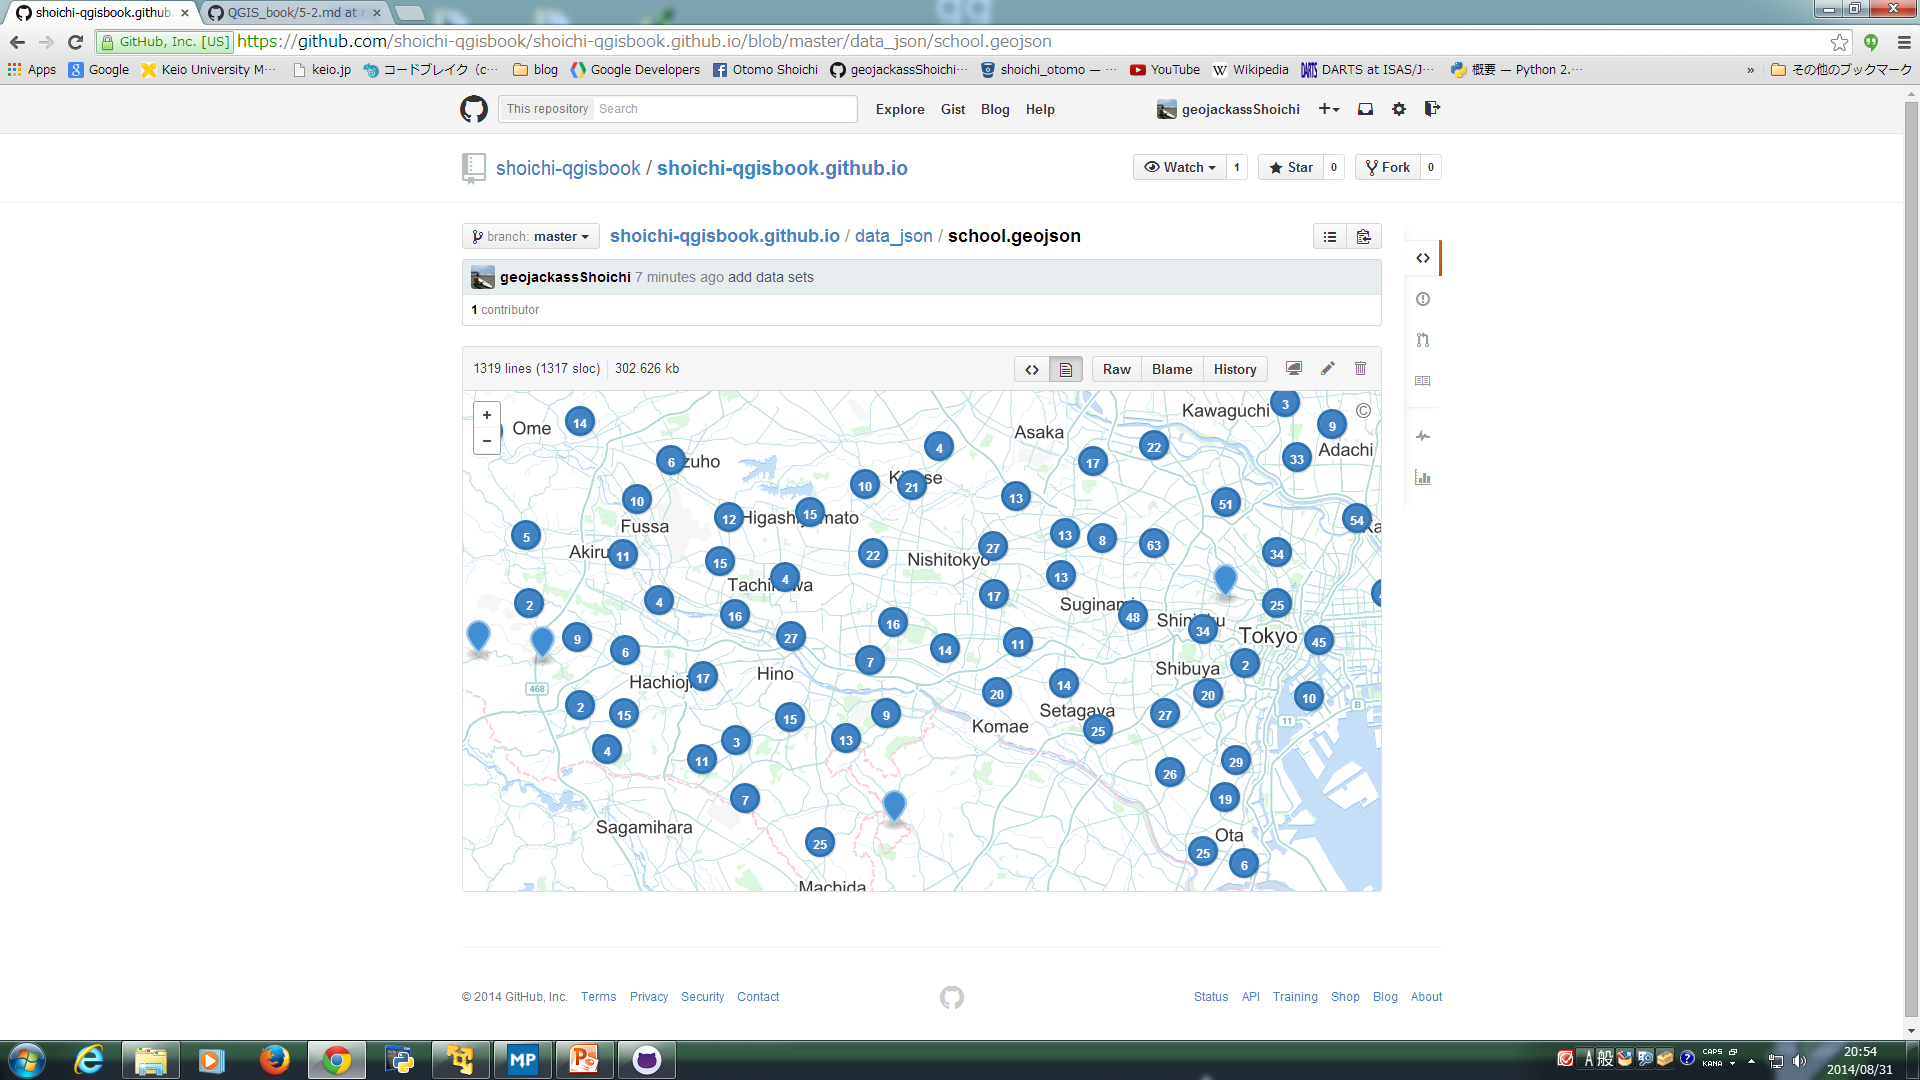 shoichi-qgisbook.github
QGIS_book/5-2.md at
GitHub, Inc. [US]
https://github.com/shoichi-qgisbook/shoichi-qgisbook.github.io/blob/master/data_json/school.geojson
Apps
Google
Keio University M…
keio.jp
コードブレイク（c…
blog
Google Developers
Otomo Shoichi
geojackassShoichi…
shoichi_otomo — …
YouTube
Wikipedia
DARTS at ISAS/J…
概要 — Python 2.…
»
その他のブックマーク
This repository
Search
Explore
Gist
Blog
Help
geojackassShoichi
shoichi-qgisbook / shoichi-qgisbook.github.io
Watch
1
Star
0
Fork
0
branch: master
shoichi-qgisbook.github.io / data_json / school.geojson
geojackassShoichi 7 minutes ago add data sets
1 contributor
1319 lines (1317 sloc)
302.626 kb
Raw
Blame
History
+
−
Ome
14
Kawaguchi
3
9
Asaka
22
4
Adachi
33
6
zuho
17
10
21
13
51
10
Fussa
12
15
Higashi
mato
54
5
Akiru
11
22
Nishitokyo
27
13
8
63
34
15
Tachi
4
wa
13
2
4
17
Suginami
25
16
48
Shin
34
Tokyo
45
9
27
16
6
7
14
11
Shibuya
2
468
Hachioji
17
Hino
20
14
20
10
2
15
15
9
Komae
Setagaya
25
27
B
11
4
11
3
13
26
29
7
19
Sagamihara
25
Ota
25
6
Machida
©
© 2014 GitHub, Inc.
Terms
Privacy
Security
Contact
Status
API
Training
Shop
Blog
About
MP
A 般
CAPS
KANA
20:54
2014/08/31